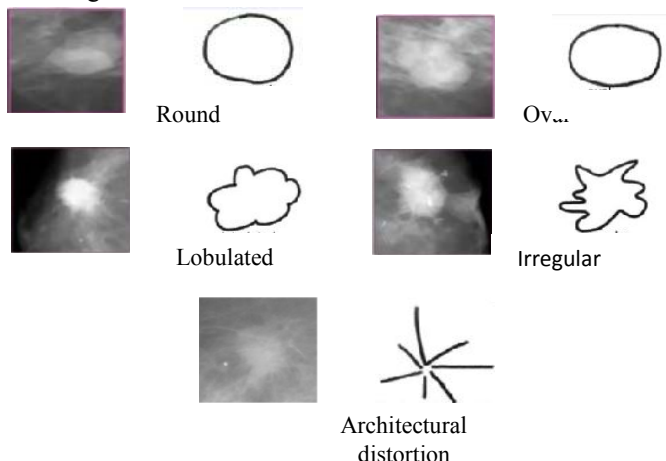 Round
Lobulated
Irregular
Architectural
distortion